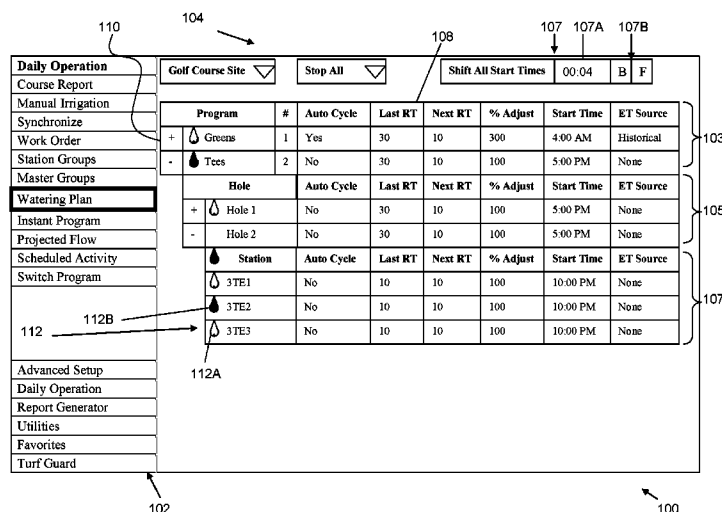 110
104
107
107A
107B
108
Daily Operation
Course Report
Manual Irrigation
Synchronize
Work Order
Station Groups
Master Groups
Watering Plan
Instant Program
Projected Flow
Scheduled Activity
Switch Program
112
Advanced Setup
Daily Operation
Report Generator
Utilities
Favorites
Turf Guard
102
Golf Course Site Stop All Shift All Start Times 00:04 B F
Program # Auto Cycle Last RT Next RT % Adjust Start Time ET Source
+ Greens 1 Yes 30 10 300 4:00 AM Historical
- Tees 2 No 30 10 100 5:00 PM None
103
Hole Auto Cycle Last RT Next RT % Adjust Start Time ET Source
+ Hole 1 No 30 10 100 5:00 PM None
- Hole 2 No 30 10 100 5:00 PM None
105
Station Auto Cycle Last RT Next RT % Adjust Start Time ET Source
3TE1 No 10 10 100 10:00 PM None
3TE2 No 10 10 100 10:00 PM None
3TE3 No 10 10 100 10:00 PM None
107
112B
112A
100